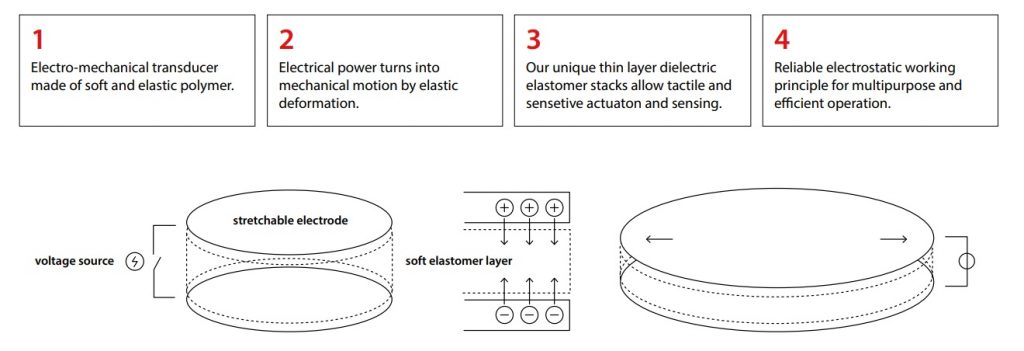 1
Electro-mechanical transducer
made of soft and elastic polymer.
2
Electrical power turns into
mechanical motion by elastic
deformation.
3
Our unique thin layer dielectric
elastomer stacks allow tactile and
sensetive actuaton and sensing.
4
Reliable electrostatic working
principle for multipurpose and
efficient operation.
stretchable electrode
voltage source
soft elastomer layer